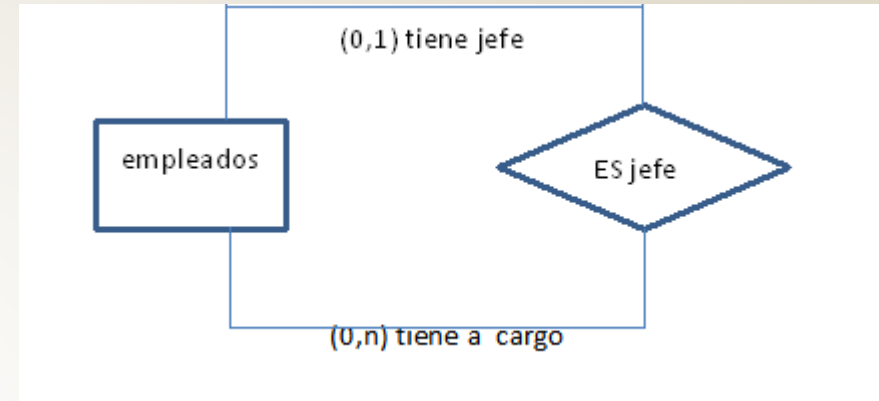 (0,1) tiene jefe
empleados
ES jefe
(0,n) tiene a cargo